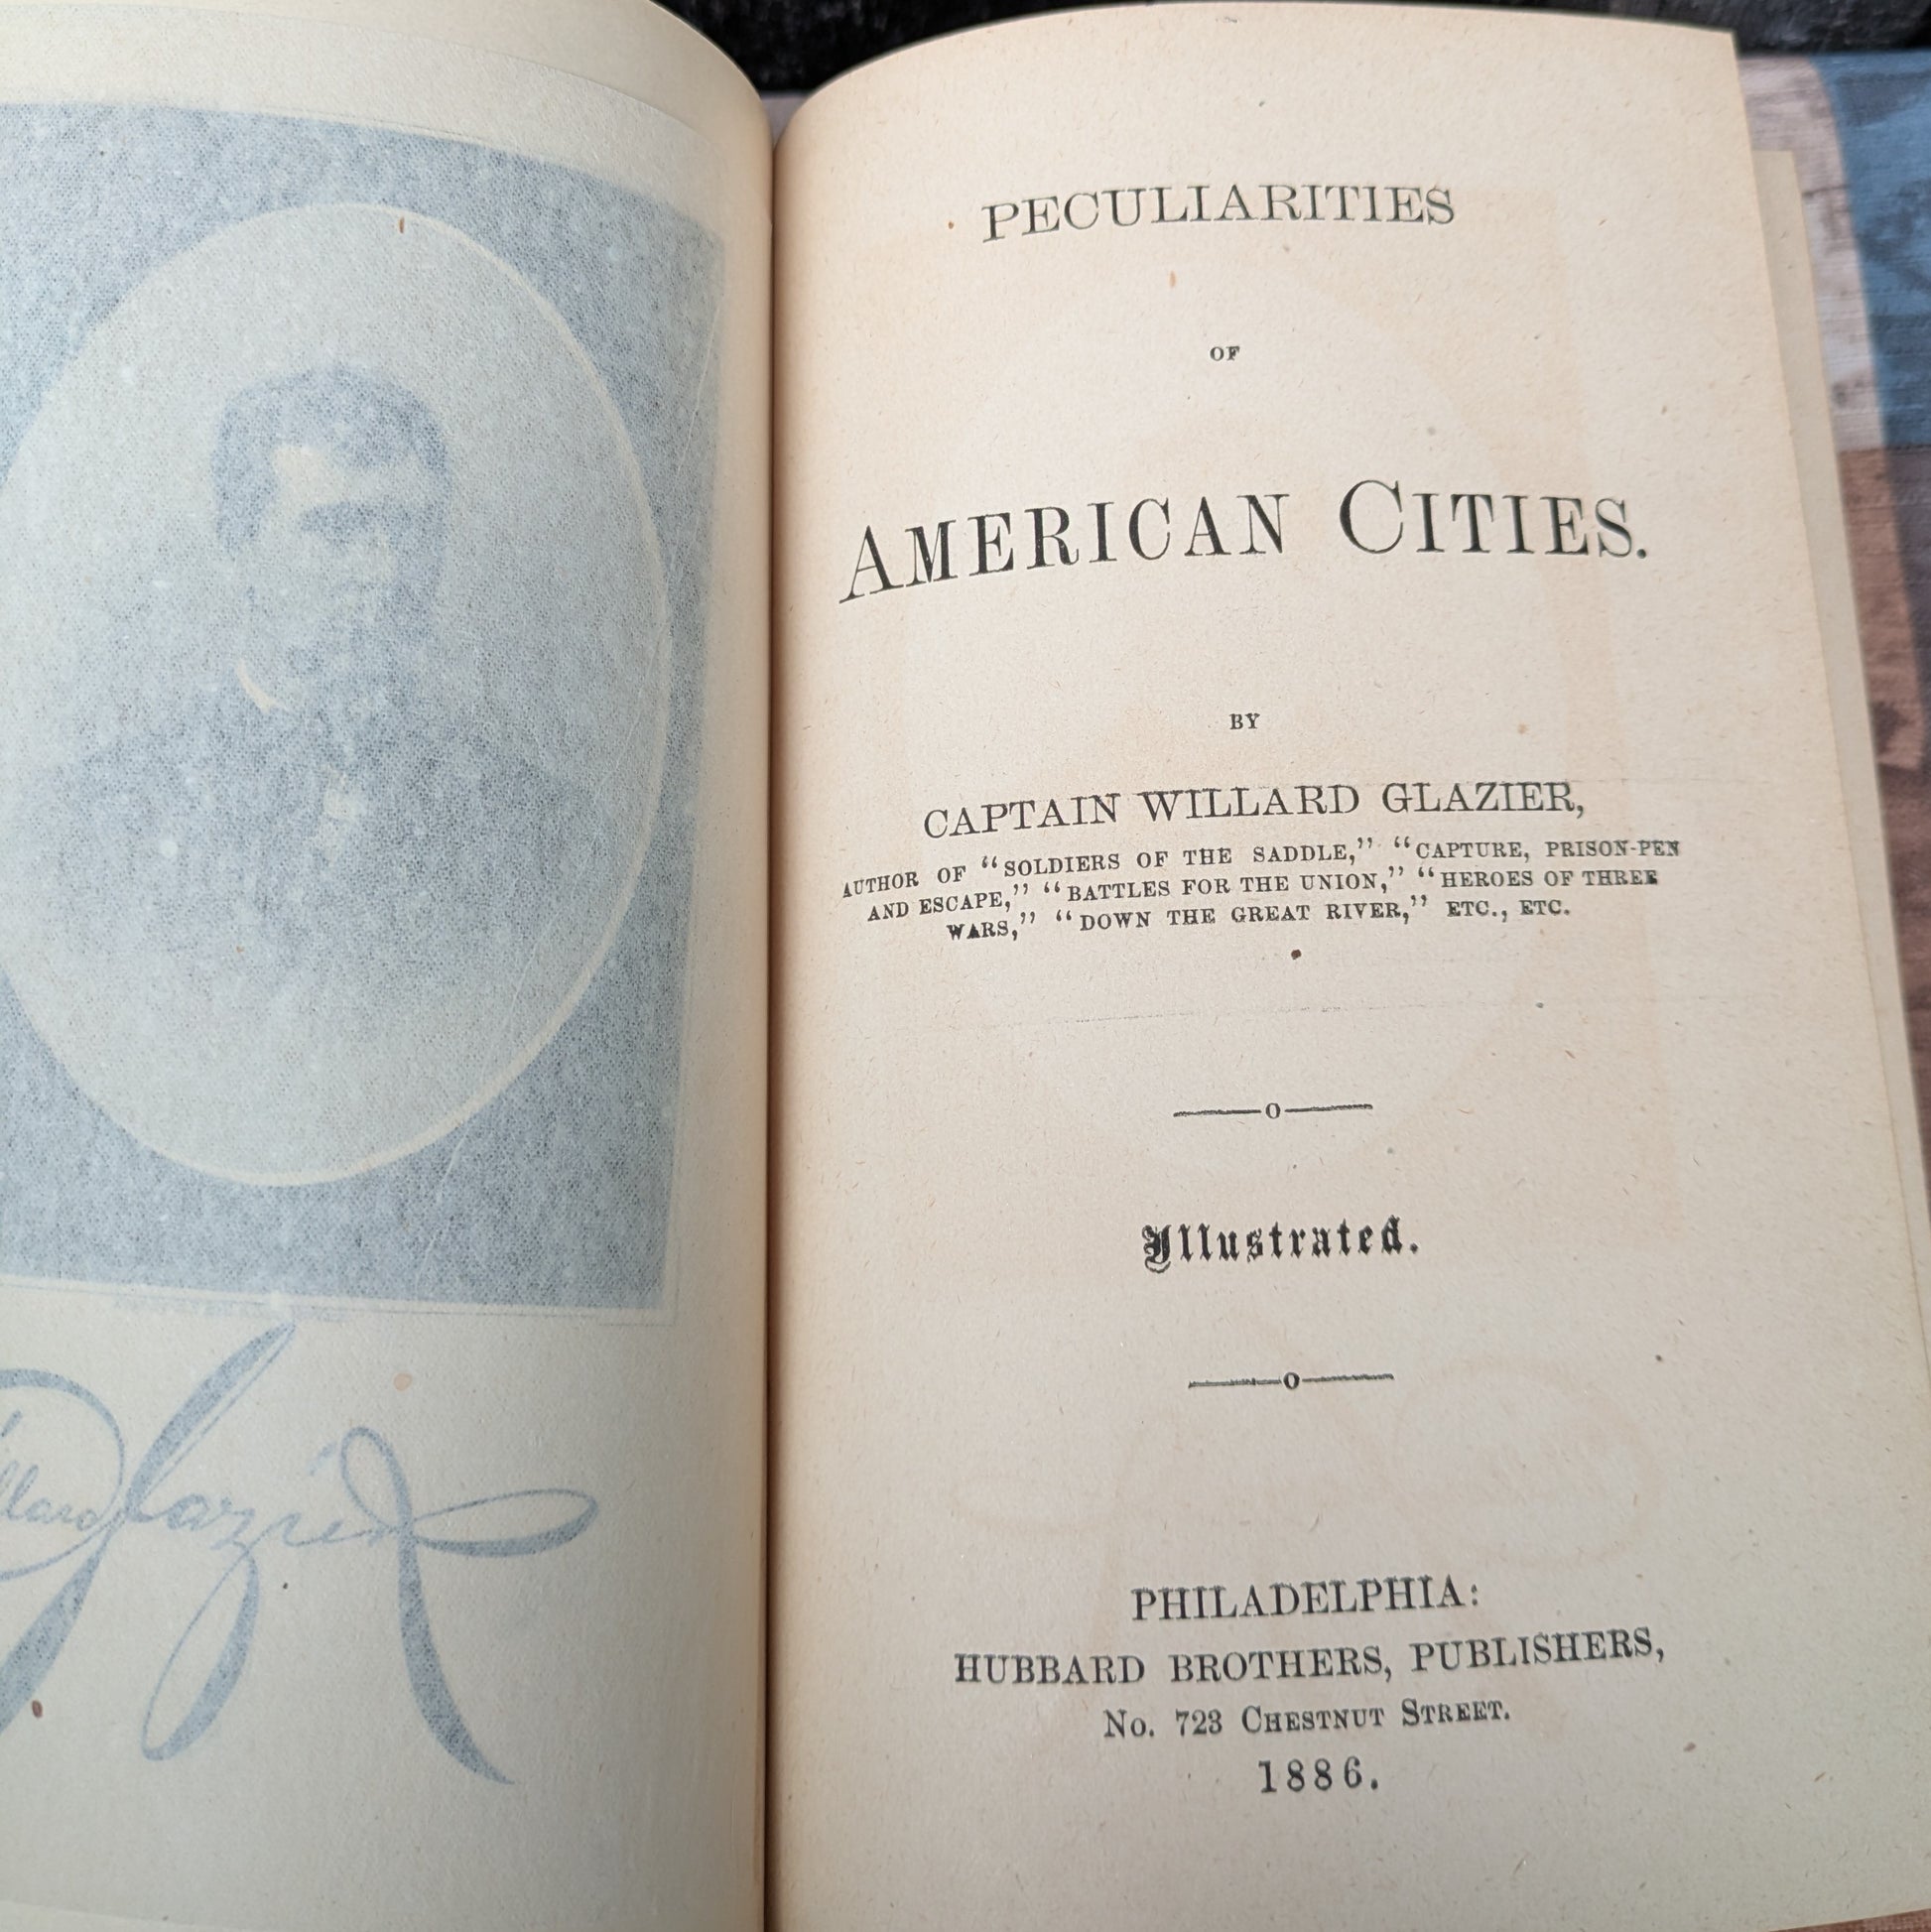 llard Glazier
PECULIARITIES
OF
AMERICAN CITIES.
BY
CAPTAIN WILLARD GLAZIER,
AUTHOR OF “SOLDIERS OF THE SADDLE,” “CAPTURE, PRISON-PEN
AND ESCAPE,” “BATTLES FOR THE UNION,” “HEROES OF THREE
WARS,” “DOWN THE GREAT RIVER,” ETC., ETC.
Illustrated.
PHILADELPHIA:
HUBBARD BROTHERS, PUBLISHERS,
No. 723 CHESTNUT STREET.
1886.